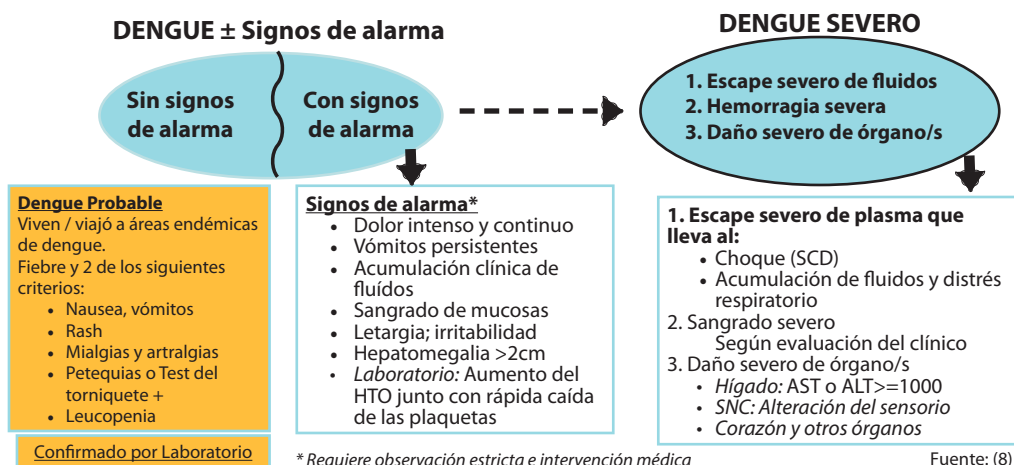 DENGUE ± Signos de alarma
Sin signos
de alarma
Con signos
de alarma
DENGUE SEVERO
1. Escape severo de fluidos
2. Hemorragia severa
3. Daño severo de órgano/s
Dengue Probable
Viven / viajó a áreas endémicas
de dengue.
Fiebre y 2 de los siguientes
criterios:
• Nausea, vómitos
• Rash
• Mialgias y artralgias
• Petequias o Test del
torniquete +
• Leucopenia
Confirmado por Laboratorio
Signos de alarma*
• Dolor intenso y continuo
• Vómitos persistentes
• Acumulación clínica de
fluídos
• Sangrado de mucosas
• Letargia; irritabilidad
• Hepatomegalia >2cm
• Laboratorio: Aumento del
HTO junto con rápida caída
de las plaquetas
* Requiere observación estricta e intervención médica
1. Escape severo de plasma que
lleva al:
• Choque (SCD)
• Acumulación de fluidos y distrés
respiratorio
2. Sangrado severo
Según evaluación del clínico
3. Daño severo de órgano/s
• Hígado: AST o ALT>=1000
• SNC: Alteración del sensorio
• Corazón y otros órganos
Fuente: (8)